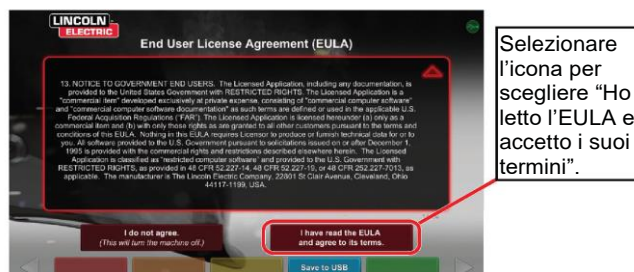 LINCOLN
ELECTRIC
End User License Agreement (EULA)
13. NOTICE TO GOVERNMENT END USERS. The Licensed Application, including any documentation, is
provided to the United States Government with RESTRICTED RIGHTS. The Licensed Application is a
"commercial item" developed exclusively at private expense, consisting of "commercial computer software"
and "commercial computer software documentation" as such terms are defined or used in the applicable U.S.
Federal Acquisition Regulations ("FAR"). The Licensed Application is licensed hereunder (a) only as a
commercial item and (b) with only those rights as are granted to all other customers pursuant to the terms and
conditions of this EULA. Nothing in this EULA requires Licensor to produce or furnish technical data for or to
you. All software provided to the U.S. Government pursuant to solicitations issued on or after December 1,
1995 is provided with the commercial rights and restrictions described elsewhere herein. The Licensed
Application is classified as "restricted computer software" and provided to the U.S. Government with
RESTRICTED RIGHTS, as provided in 48 CFR 52.227-14, 48 CFR 52.227-19, or 48 CFR 252.227-7013, as
applicable. The manufacturer is The Lincoln Electric Company, 22801 St Clair Avenue, Cleveland, Ohio
44117-1199, USA.
I do not agree.
(This will turn the machine off.)
I have read the EULA
and agree to its terms.
Save to USB
Selezionare
l'icona per
scegliere “Ho
letto l'EULA e
accetto i suoi
termini”.